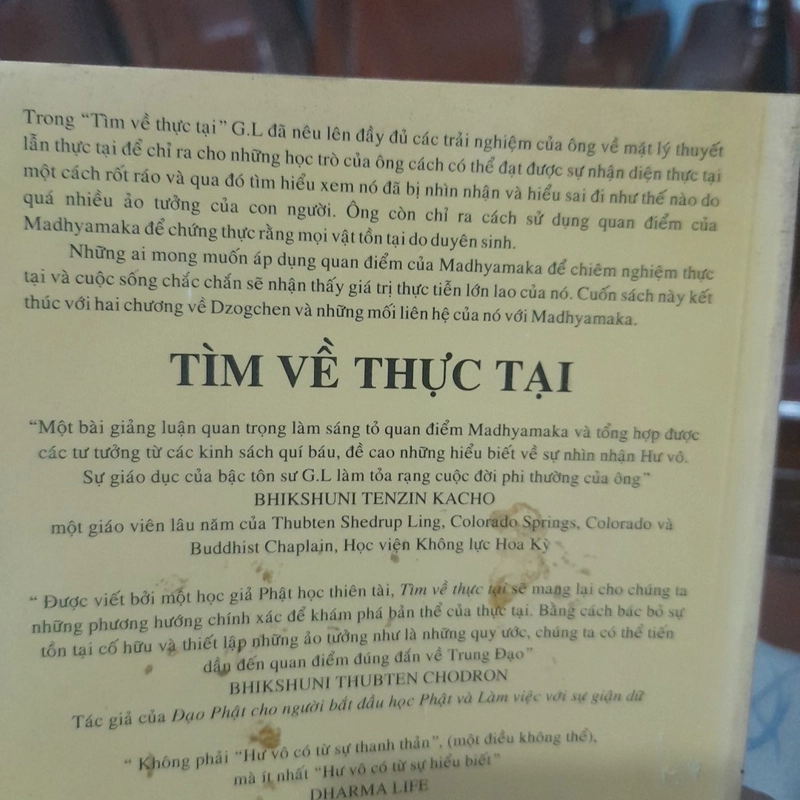 Trong “Tìm về thực tại” G.L đã nêu lên đầy đủ các trải nghiệm của ông về mặt lý thuyết
lẫn thực tại để chỉ ra cho những học trò của ông cách có thể đạt được sự nhận diện thực tại
một cách rốt ráo và qua đó tìm hiểu xem nó đã bị nhìn nhận và hiểu sai đi như thế nào do
quá nhiều ảo tưởng của con người. Ông còn chỉ ra cách sử dụng quan điểm của
Madhyamaka để chứng thực rằng mọi vật tồn tại do duyên sinh.
Những ai mong muốn áp dụng quan điểm của Madhyamaka để chiêm nghiệm thực
tại và cuộc sống chắc chắn sẽ nhận thấy giá trị thực tiễn lớn lao của nó. Cuốn sách này kết
thúc với hai chương về Dzogchen và những mối liên hệ của nó với Madhyamaka.
TÌM VỀ THỰC TẠI
“Một bài giảng luận quan trọng làm sáng tỏ quan điểm Madhyamaka và tổng hợp được
các tư tưởng từ các kinh sách quí báu, đề cao những hiểu biết về sự nhìn nhận Hư vô.
Sự giáo dục của bậc tôn sư G.L làm tỏa rạng cuộc đời phi thường của ông”
BHIKSHUNI TENZIN KACHO
một giáo viên lâu năm của Thubten Shedrup Ling, Colorado Springs, Colorado và
Buddhist Chaplain, Học viện Không lực Hoa Kỳ
“ Được viết bởi một học giả Phật học thiên tài, Tìm về thực tại sẽ mang lại cho chúng ta
những phương hướng chính xác để khám phá bản thể của thực tại. Bằng cách bác bỏ sự
tồn tại cố hữu và thiết lập những ảo tưởng như là những quy ước, chúng ta có thể tiến
dần đến quan điểm đúng đắn về Trung Đạo”
BHIKSHUNI THUBTEN CHODRON
Tác giả của Đạo Phật cho người bắt đầu học Phật và Làm việc với sự giận dữ
“ Không phải “Hư vô có từ sự thanh thản”, (một điều không thể),
mà ít nhất “Hư vô có từ sự hiểu biết”
DHARMA LIFE